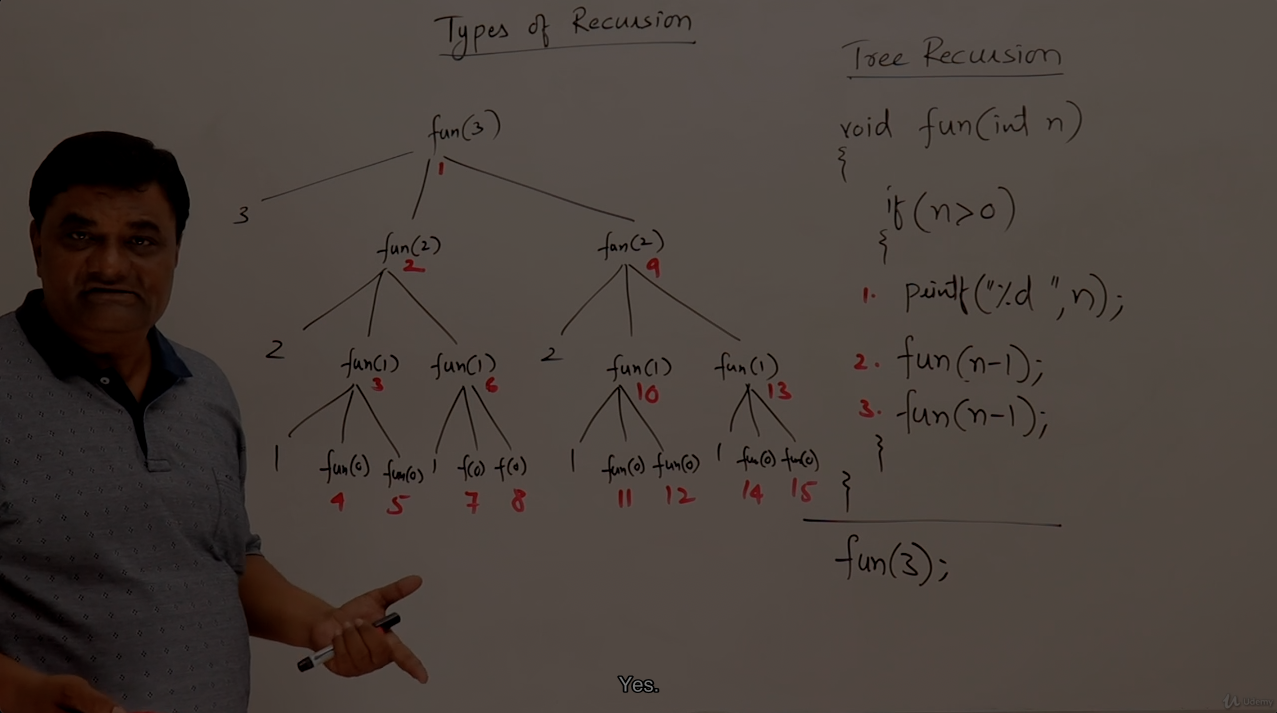 Types of Recursion
fun(3)
1
3
fun(2)
2
fun(2)
9
2
fun(1)
3
fun(1)
6
2
fun(1)
10
fun(1)
13
1 fun(0) fun(0) 1 f(0) f(0) 1 fun(0) fun(0) 1 fun(0) fun(0)
4 5 7 8 11 12 14 15
Tree Recursion
void fun(int n)
{
if(n>0)
{
1. printf("%d ",n);
2. fun(n-1);
3. fun(n-1);
}
}
fun(3);
Yes.
Udemy